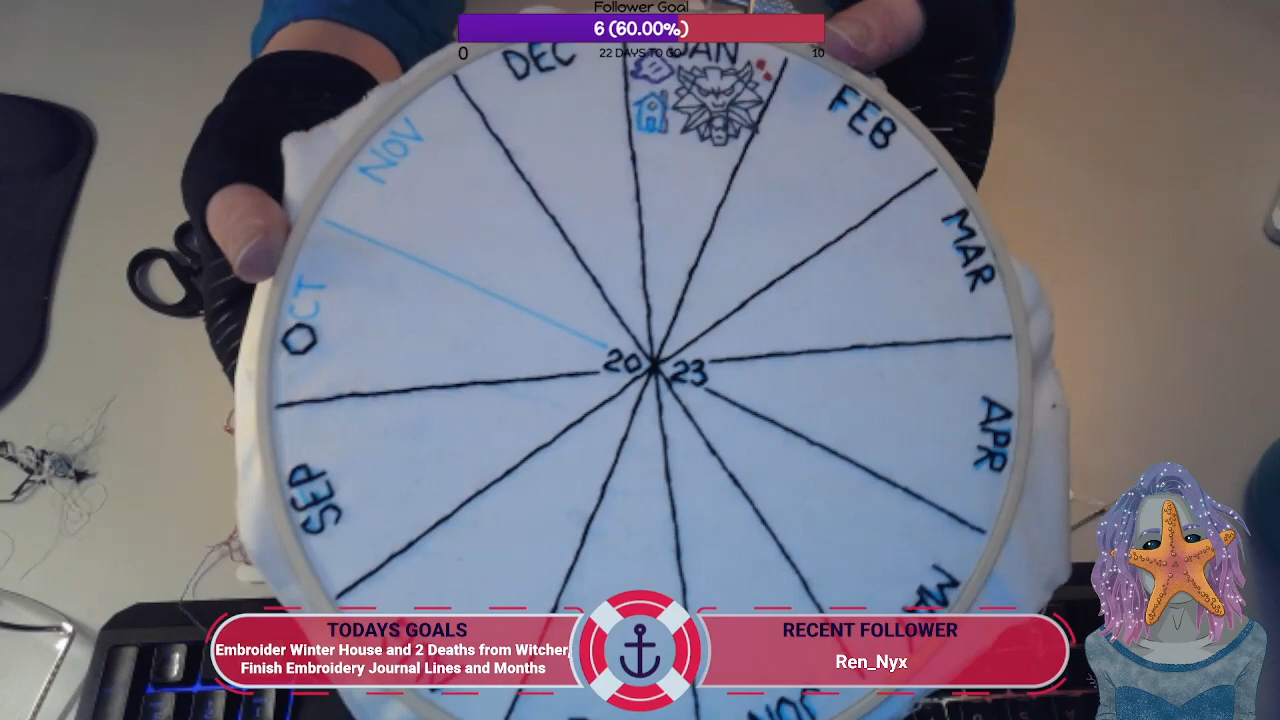 Follower Goal
6 (60.00%)
0
22 DAYS TO GO
10
DEC
JAN
FEB
NOV
MAR
OCT
20
23
APR
SEP
JUN
TODAYS GOALS
Embroider Winter House and 2 Deaths from Witcher,
Finish Embroidery Journal Lines and Months
RECENT FOLLOWER
Ren_Nyx